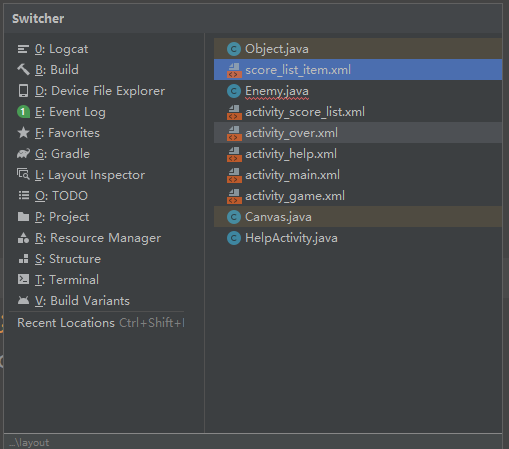 Switcher
0: Logcat
B: Build
D: Device File Explorer
1 E: Event Log
F: Favorites
G: Gradle
L: Layout Inspector
O: TODO
P: Project
R: Resource Manager
S: Structure
T: Terminal
V: Build Variants
Recent Locations Ctrl+Shift+
C Object.java
score_list_item.xml
C Enemy.java
activity_score_list.xml
activity_over.xml
activity_help.xml
activity_main.xml
activity_game.xml
C Canvas.java
C HelpActivity.java
..\layout